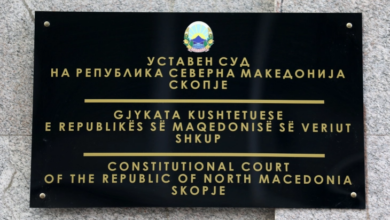 УСТАВЕН СУД
НА РЕПУБЛИКА СЕВЕРНА МАКЕДОНИЈА
СКОПЈЕ
GJYKATA KUSHTETUESE
E REPUBLIKËS SË MAQEDONISË SË VERIUT
SHKUP
CONSTITUTIONAL COURT
OF THE REPUBLIC OF NORTH MACEDONIA
SKOPJE